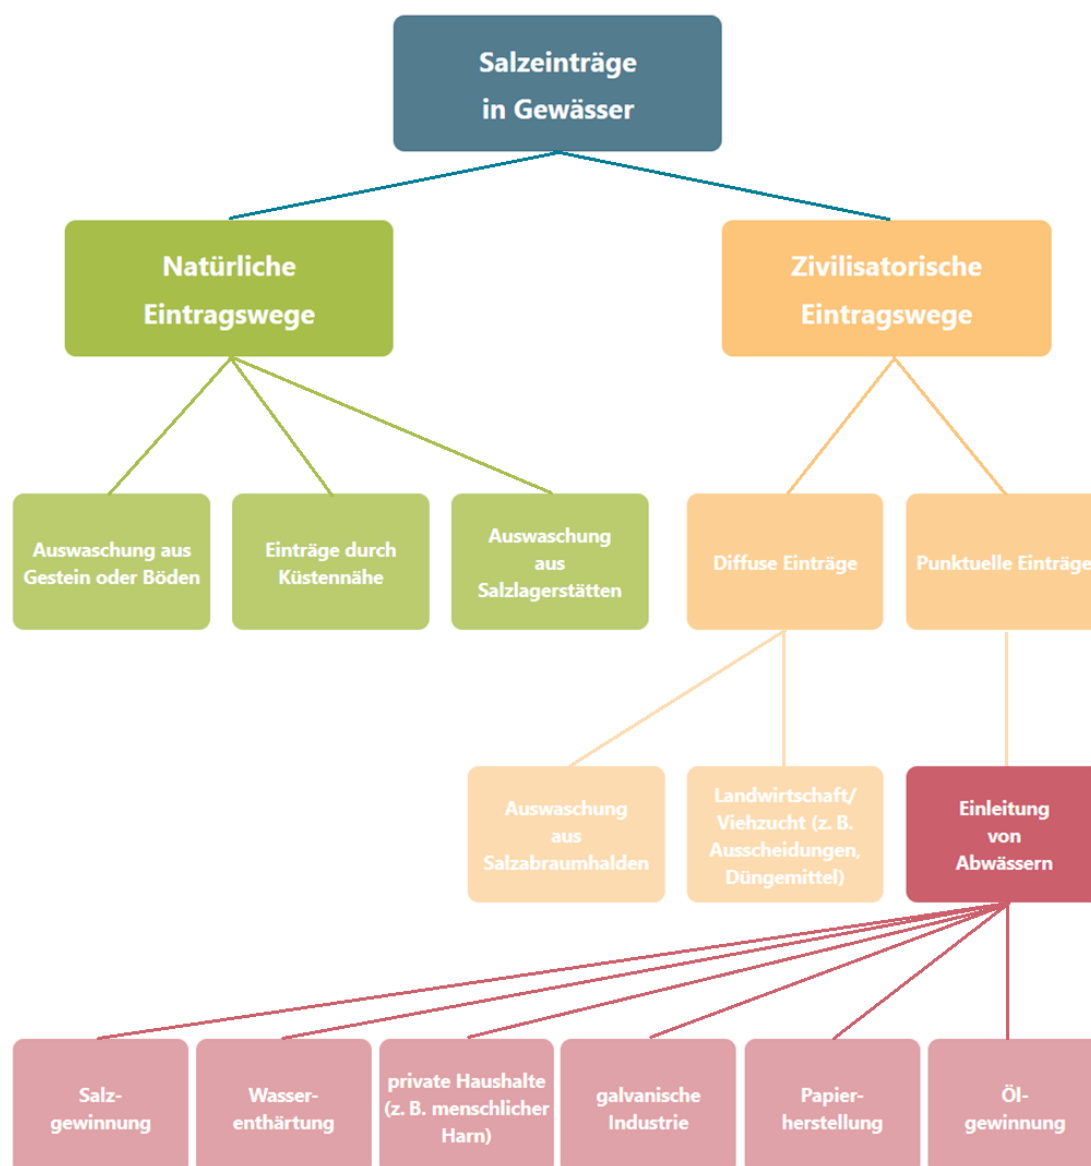 Salzeinträge
in Gewässer
Natürliche
Eintragswege
Zivilisatorische
Eintragswege
Auswaschung aus
Gestein oder Böden
Einträge durch
Küstennähe
Auswaschung
aus
Salzlagerstätten
Diffuse Einträge
Punktuelle Einträge
Auswaschung
aus
Salzabraumhalden
Landwirtschaft/
Viehzucht (z. B.
Ausscheidungen,
Düngemittel)
Einleitung
von
Abwässern
Salz-
gewinnung
Wasser-
enthärtung
private Haushalte
(z. B. menschlicher
Harn)
galvanische
Industrie
Papier-
herstellung
Öl-
gewinnung